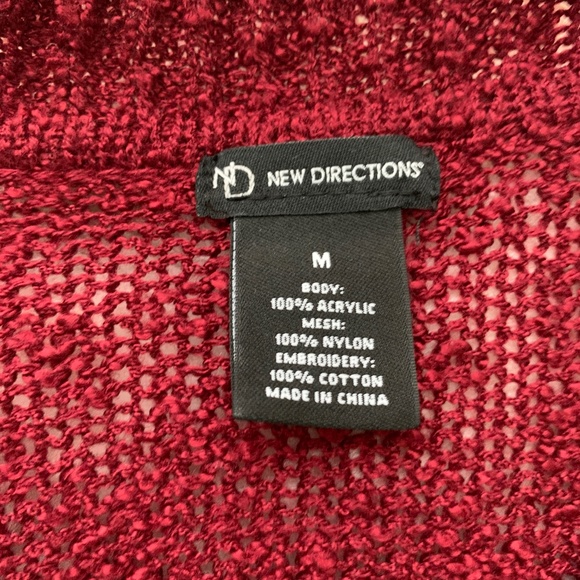 ND NEW DIRECTIONS®
M
BODY:
100% ACRYLIC
MESH:
100% NYLON
EMBROIDERY:
100% COTTON
MADE IN CHINA